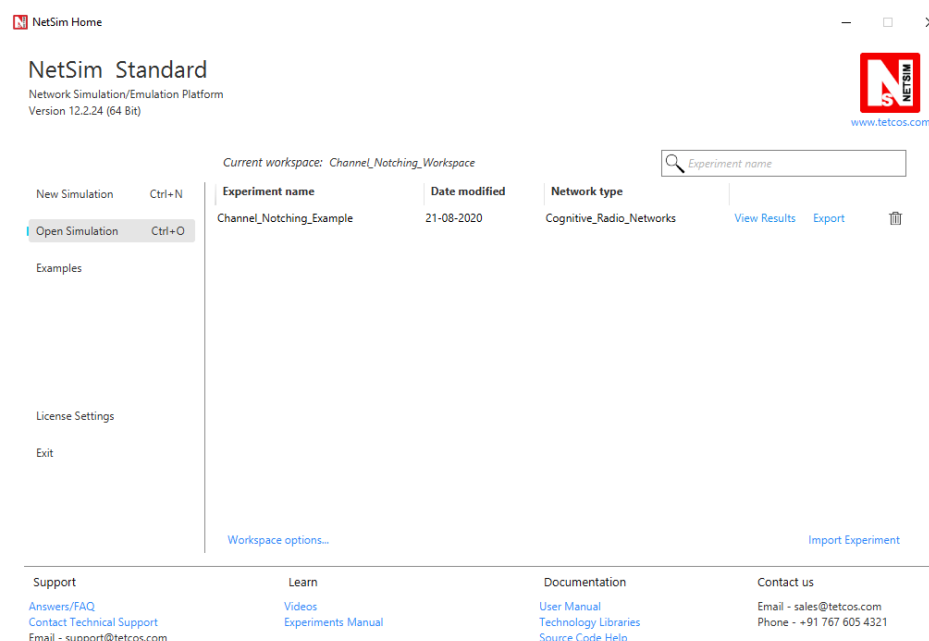 NetSim Home
NetSim Standard
Network Simulation/Emulation Platform
Version 12.2.24 (64 Bit)
NETSIM
N
S
www.tetcos.com
Current workspace: Channel_Notching_Workspace
Experiment name
New Simulation Ctrl+N
Open Simulation Ctrl+O
Examples
License Settings
Exit
Experiment name Date modified Network type
Channel_Notching_Example 21-08-2020 Cognitive_Radio_Networks View Results Export
Workspace options... Import Experiment
Support
Answers/FAQ
Contact Technical Support
Email - support@tetcos.com
Learn
Videos
Experiments Manual
Documentation
User Manual
Technology Libraries
Source Code Help
Contact us
Email - sales@tetcos.com
Phone - +91 767 605 4321